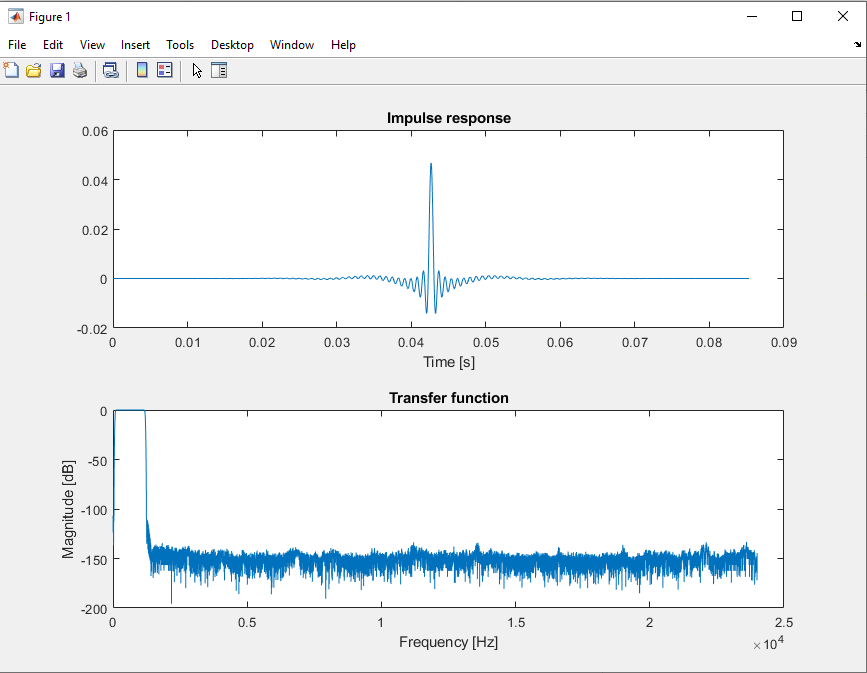 Figure 1
File Edit View Insert Tools Desktop Window Help
Impulse response
0.06
0.04
0.02
0
-0.02
0 0.01 0.02 0.03 0.04 0.05 0.06 0.07 0.08 0.09
Time [s]
Transfer function
0
-50
-100
-150
-200
Magnitude [dB]
0 0.5 1 1.5 2 2.5
Frequency [Hz]
×10⁴